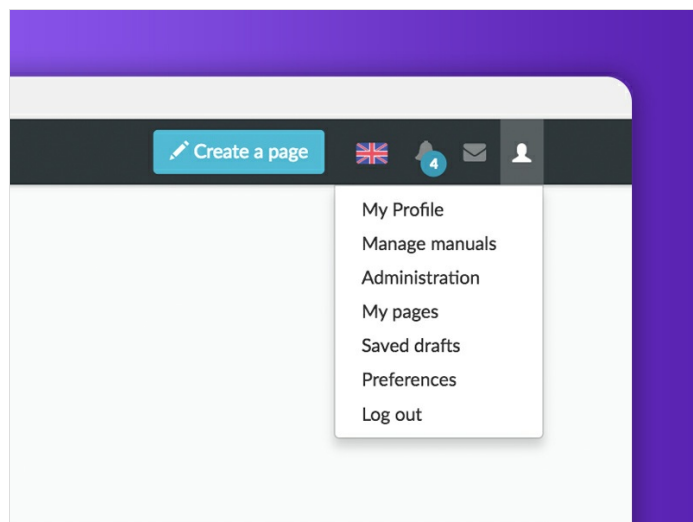 Create a page
4
My Profile
Manage manuals
Administration
My pages
Saved drafts
Preferences
Log out